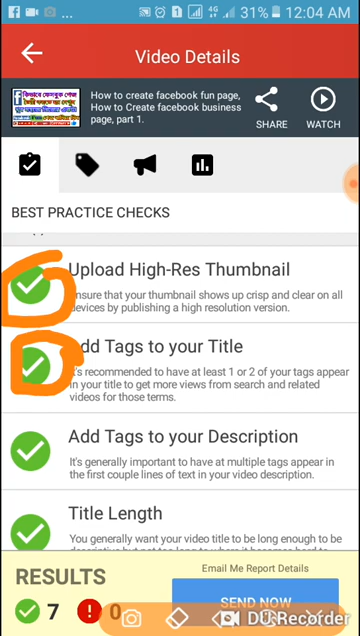 31% 12:04 AM
Video Details
How to create facebook fun page,
How to Create facebook business
page, part 1.
SHARE
WATCH
BEST PRACTICE CHECKS
Upload High-Res Thumbnail
Ensure that your thumbnail shows up crisp and clear on all
devices by publishing a high resolution version.
Add Tags to your Title
It's recommended to have at least 1 or 2 of your tags appear
in your title to get more views from search and related
videos for those terms.
Add Tags to your Description
It's generally important to have at multiple tags appear in
the first couple lines of text in your video description.
Title Length
You generally want your video title to be long enough to be
RESULTS
Email Me Report Details
7
0
SEND NOW
DU Recorder